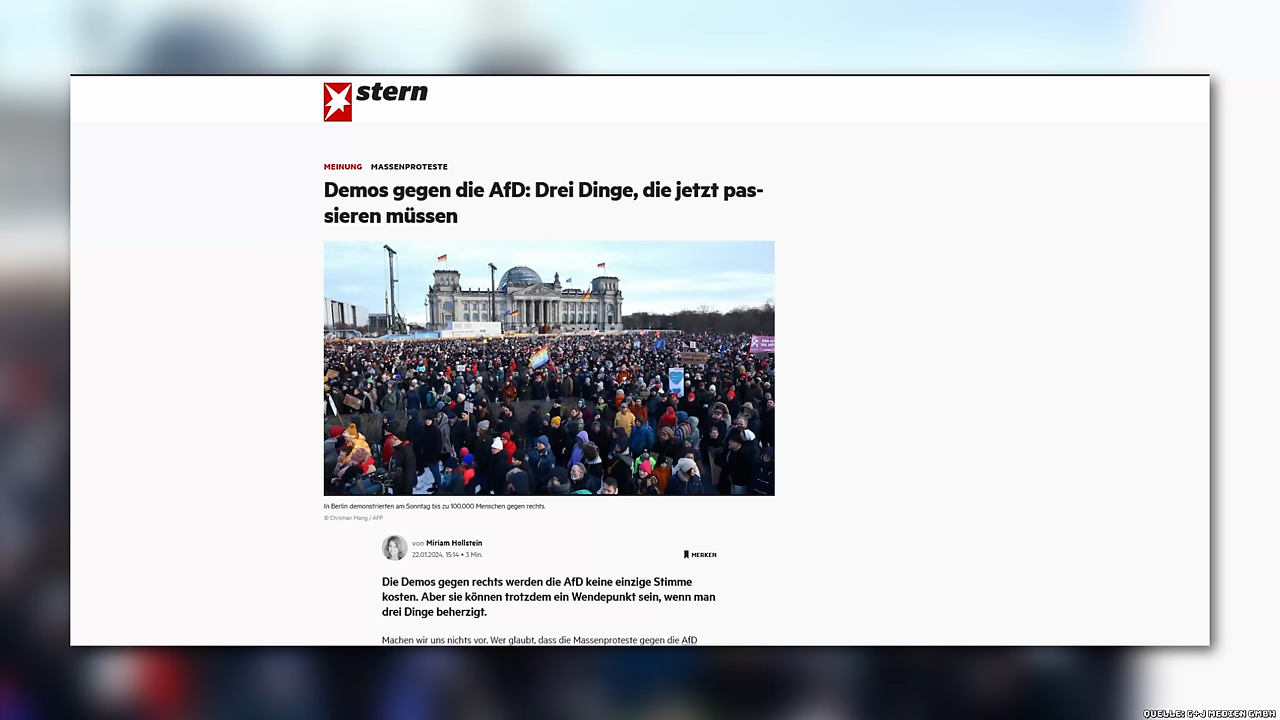 stern
MEINUNG MASSENPROTESTE
Demos gegen die AfD: Drei Dinge, die jetzt pas-
sieren müssen
In Berlin demonstrierten am Sonntag bis zu 100.000 Menschen gegen rechts.
© Christian Mang / AFP
von Miriam Hollstein
22.01.2024, 15:14 • 3 Min.
MERKEN
Die Demos gegen rechts werden die AfD keine einzige Stimme
kosten. Aber sie können trotzdem ein Wendepunkt sein, wenn man
drei Dinge beherzigt.
Machen wir uns nichts vor. Wer glaubt, dass die Massenproteste gegen die AfD
QUELLE: G+J MEDIEN GMBH